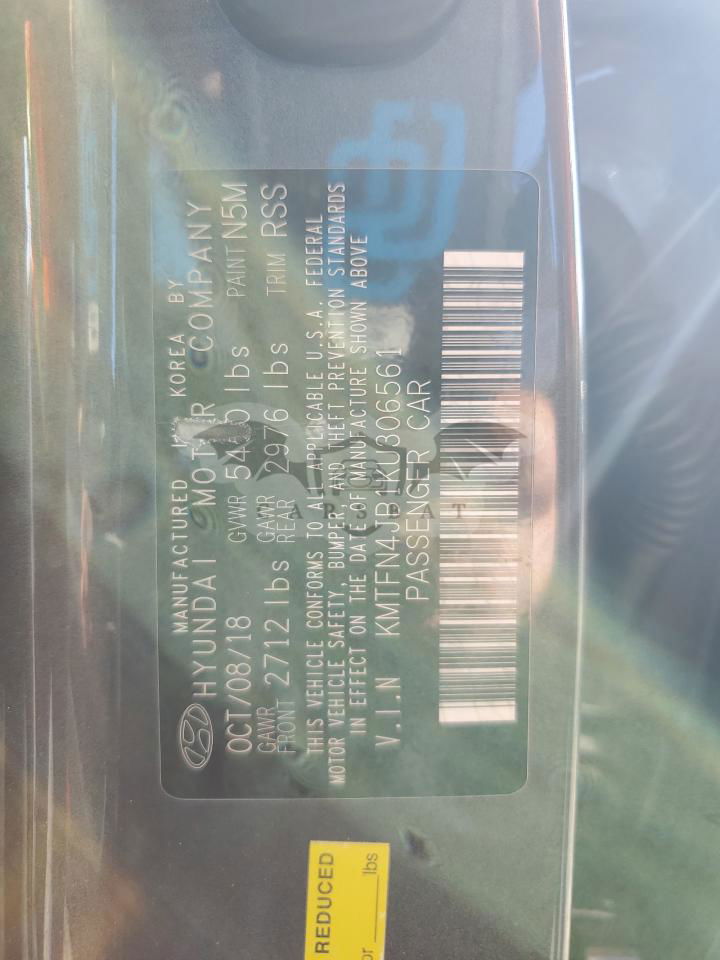 MANUFACTURED KOREA BY
HYUNDAI MOTOR COMPANY
OCT/08/18 GVWR lbs PAINT N5M
GAWR FRONT 2712 lbs GAWR REAR 2976 lbs TRIM RSS
THIS VEHICLE CONFORMS TO ALL APPLICABLE U.S.A. FEDERAL
MOTOR VEHICLE SAFETY, BUMPER, AND THEFT PREVENTION STANDARDS
IN EFFECT ON THE DATE OF MANUFACTURE SHOWN ABOVE
V.I.N KMTFN4JB1KU306561
PASSENGER CAR
REDUCED
lbs